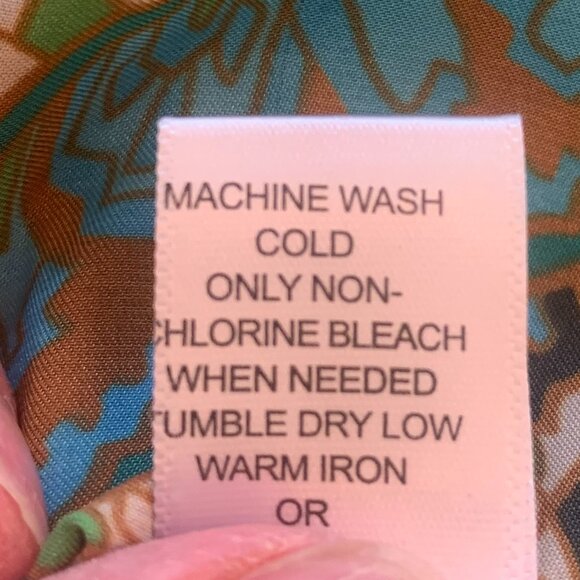 MACHINE WASH
COLD
ONLY NON-
CHLORINE BLEACH
WHEN NEEDED
TUMBLE DRY LOW
WARM IRON
OR